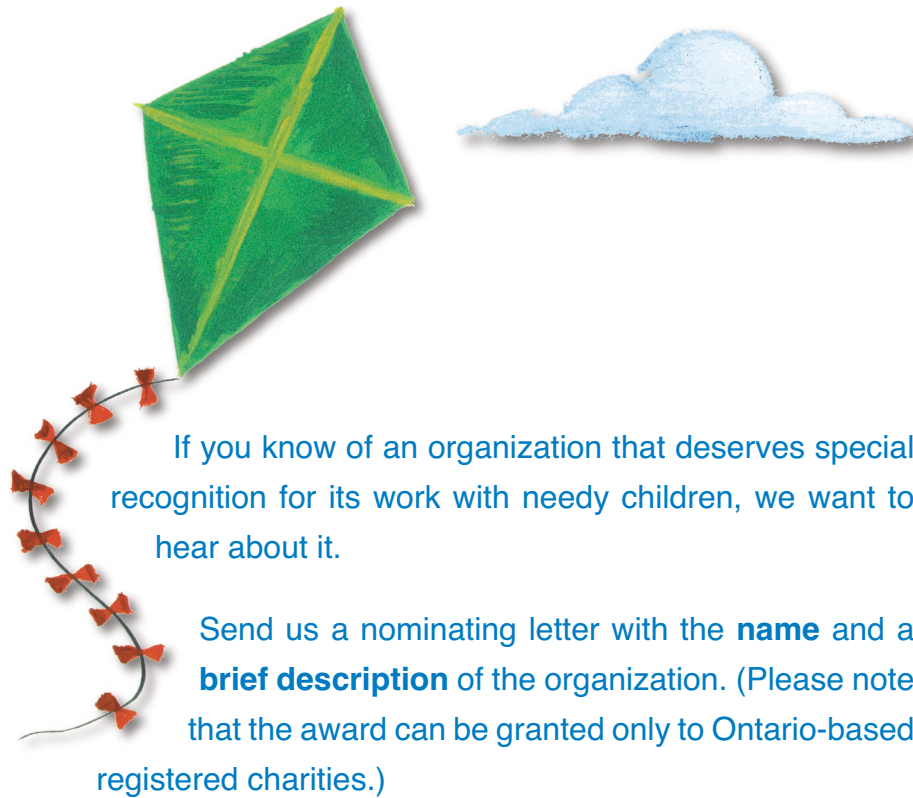 If you know of an organization that deserves special
recognition for its work with needy children, we want to
hear about it.
Send us a nominating letter with the name and a
brief description of the organization. (Please note
that the award can be granted only to Ontario-based
registered charities.)